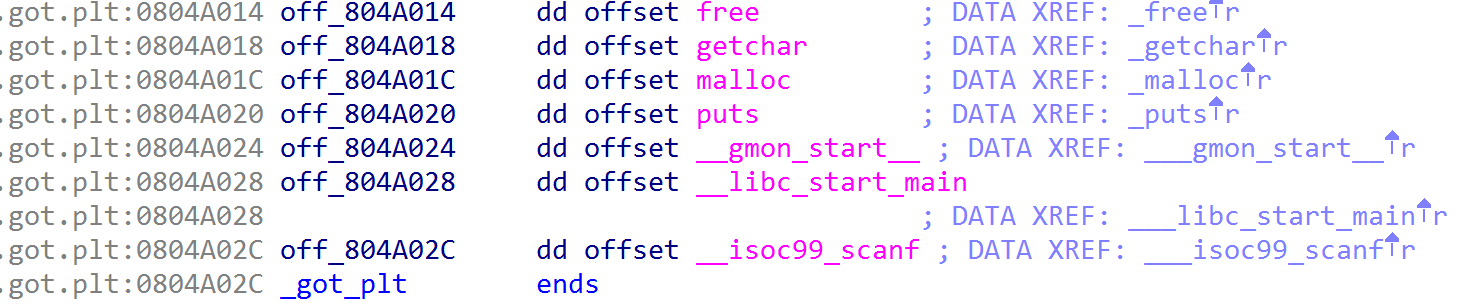 .got.plt:0804A014 off_804A014 dd offset free ; DATA XREF: _free↑r
.got.plt:0804A018 off_804A018 dd offset getchar ; DATA XREF: _getchar↑r
.got.plt:0804A01C off_804A01C dd offset malloc ; DATA XREF: _malloc↑r
.got.plt:0804A020 off_804A020 dd offset puts ; DATA XREF: _puts↑r
.got.plt:0804A024 off_804A024 dd offset __gmon_start__ ; DATA XREF: ___gmon_start__↑r
.got.plt:0804A028 off_804A028 dd offset __libc_start_main
.got.plt:0804A028 ; DATA XREF: ___libc_start_main↑r
.got.plt:0804A02C off_804A02C dd offset __isoc99_scanf ; DATA XREF: ___isoc99_scanf↑r
.got.plt:0804A02C _got_plt ends